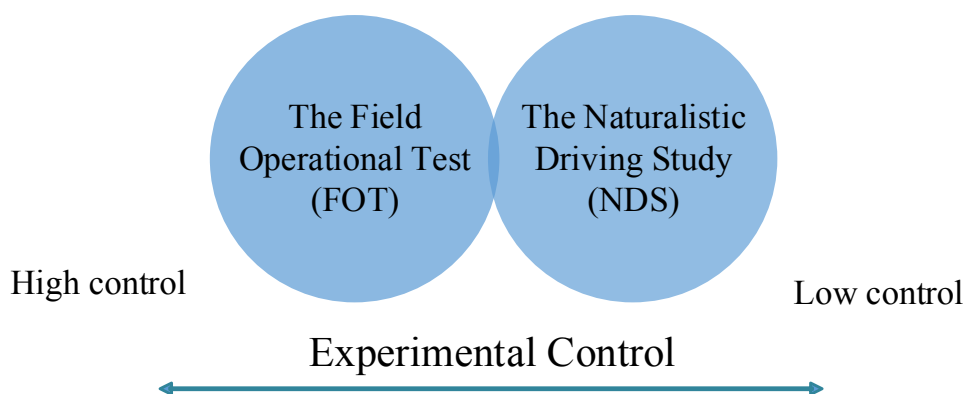 The Field
Operational Test
(FOT)
The Naturalistic
Driving Study
(NDS)
High control
Low control
Experimental Control